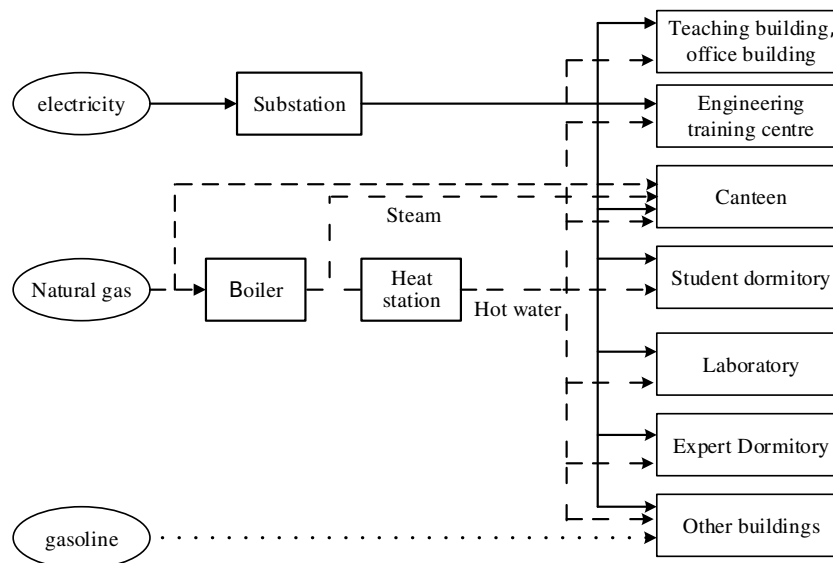 Teaching building,
office building
electricity
Substation
Engineering
training centre
Canteen
Steam
Natural gas
Boiler
Heat
station
Hot water
Student dormitory
Laboratory
Expert Dormitory
gasoline
Other buildings